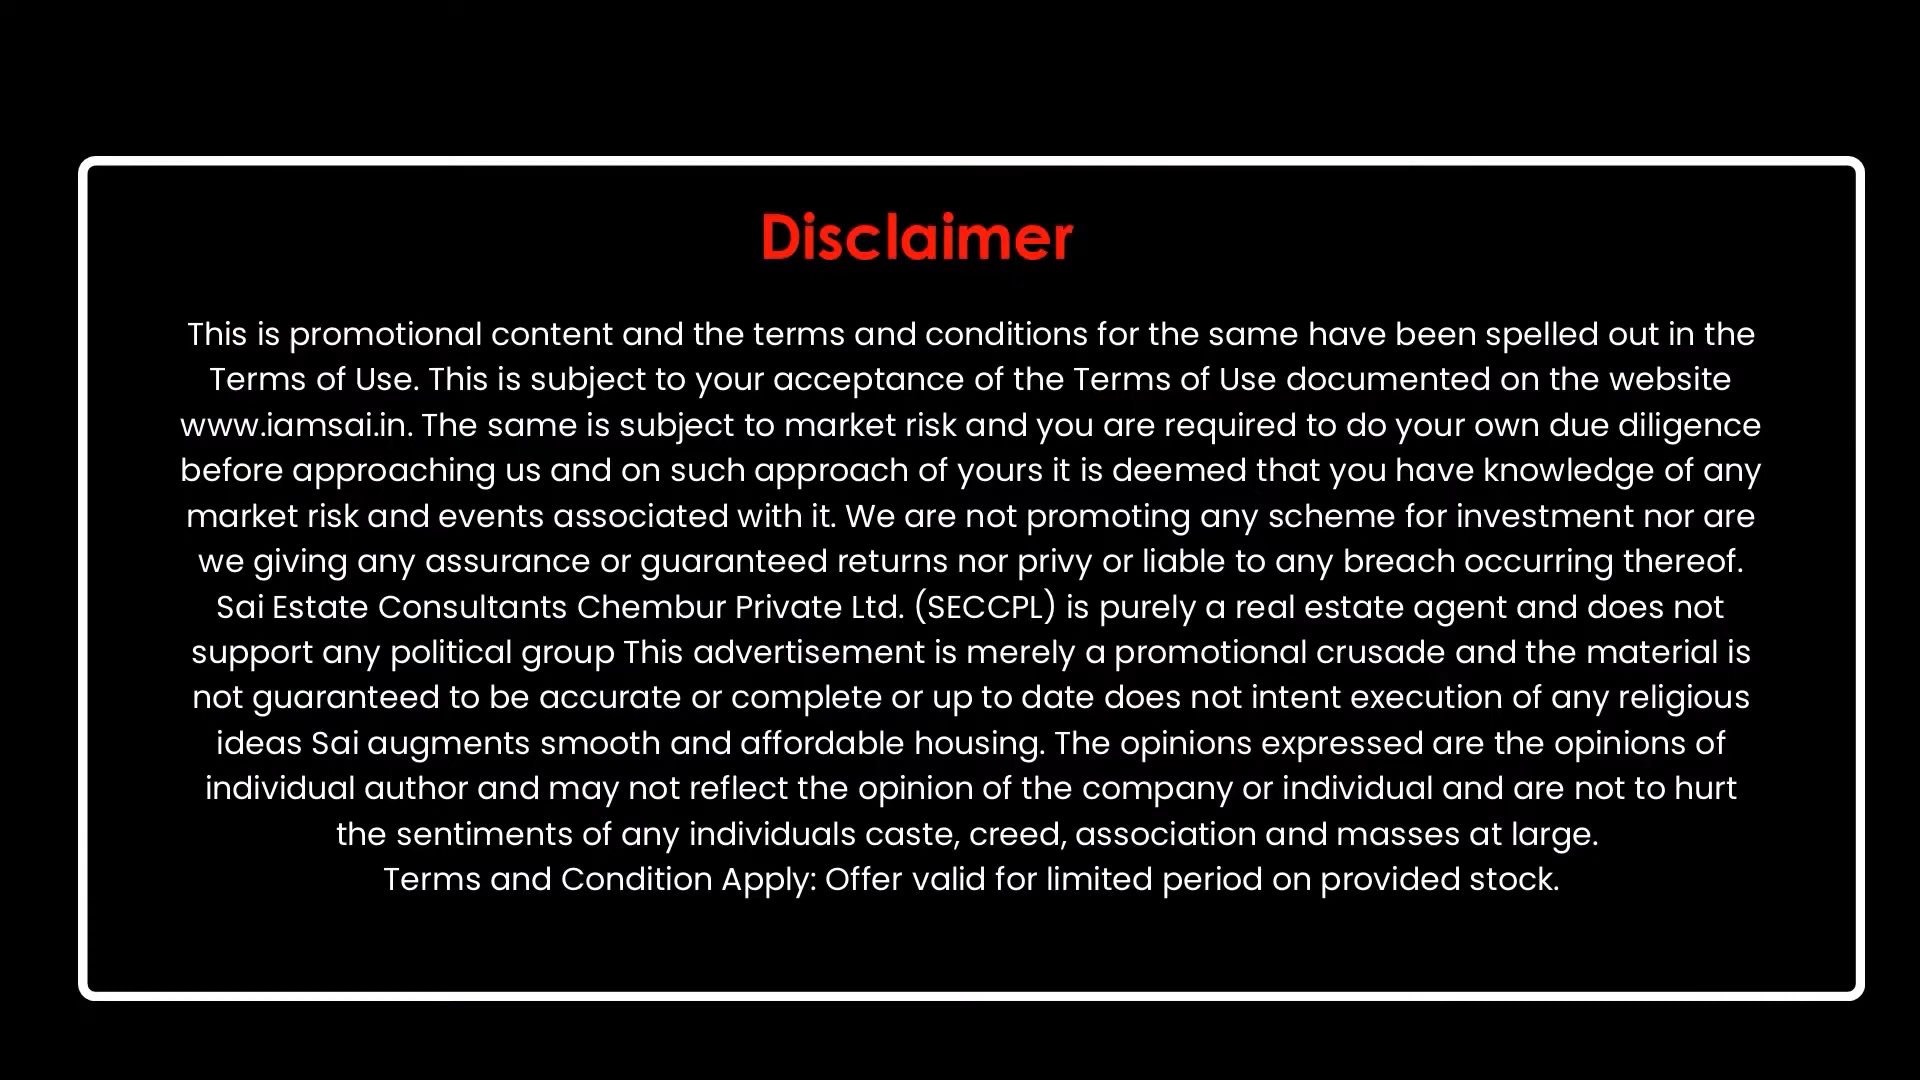 Disclaimer
This is promotional content and the terms and conditions for the same have been spelled out in the
Terms of Use. This is subject to your acceptance of the Terms of Use documented on the website
www.iamsai.in. The same is subject to market risk and you are required to do your own due diligence
before approaching us and on such approach of yours it is deemed that you have knowledge of any
market risk and events associated with it. We are not promoting any scheme for investment nor are
we giving any assurance or guaranteed returns nor privy or liable to any breach occurring thereof.
Sai Estate Consultants Chembur Private Ltd. (SECCPL) is purely a real estate agent and does not
support any political group This advertisement is merely a promotional crusade and the material is
not guaranteed to be accurate or complete or up to date does not intent execution of any religious
ideas Sai augments smooth and affordable housing. The opinions expressed are the opinions of
individual author and may not reflect the opinion of the company or individual and are not to hurt
the sentiments of any individuals caste, creed, association and masses at large.
Terms and Condition Apply: Offer valid for limited period on provided stock.